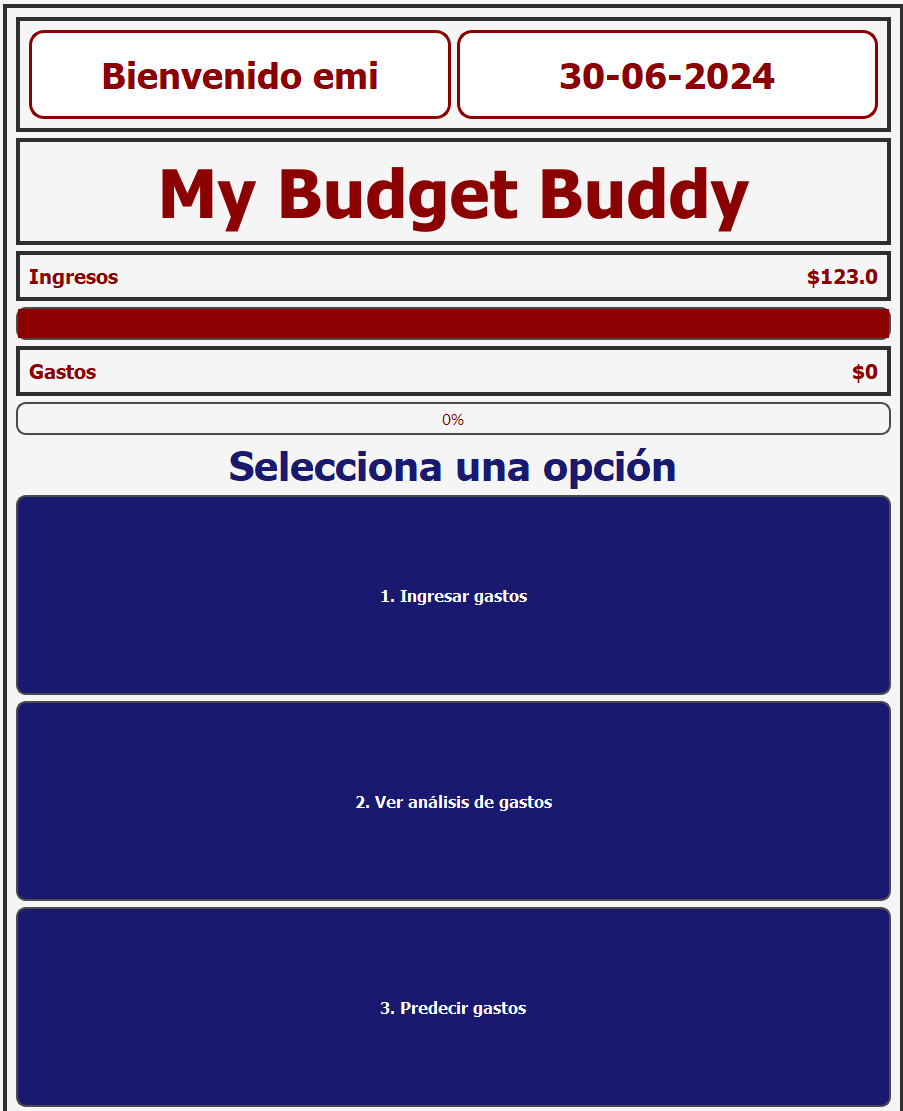 Bienvenido emi
30-06-2024
My Budget Buddy
Ingresos $123.0
Gastos $0
0%
Selecciona una opción
1. Ingresar gastos
2. Ver análisis de gastos
3. Predecir gastos